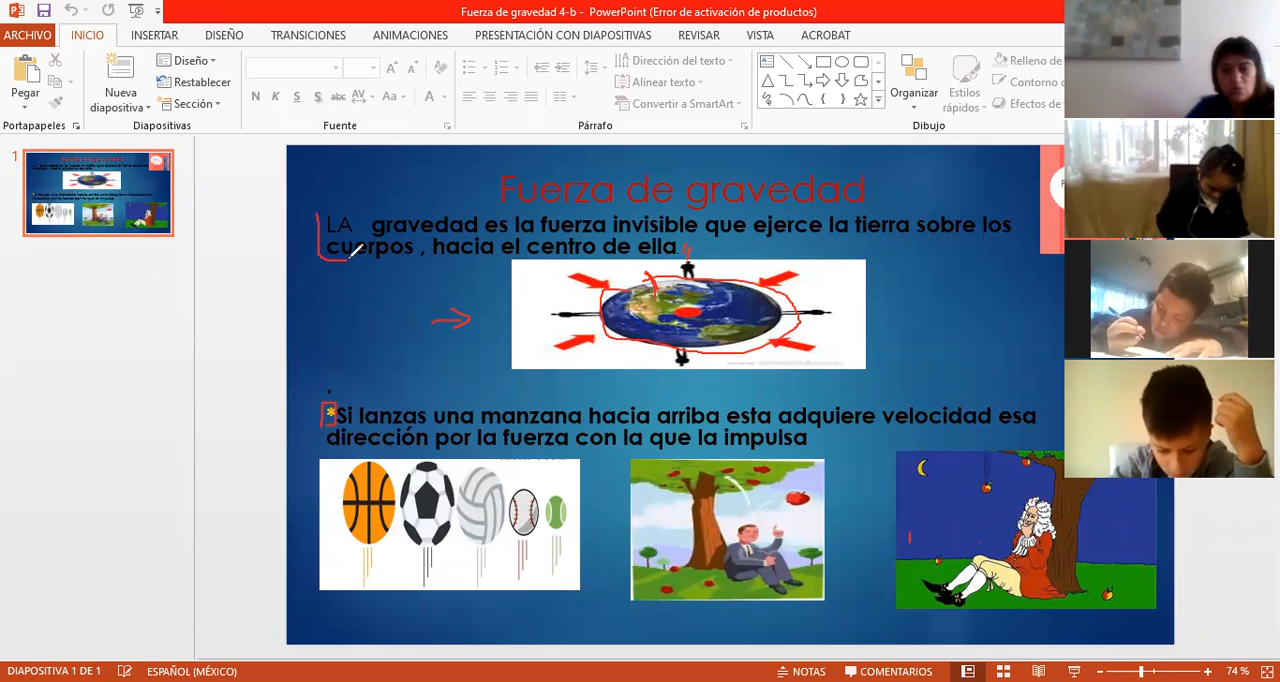 Fuerza de gravedad 4-b - PowerPoint (Error de activación de productos)
ARCHIVO INICIO INSERTAR DISEÑO TRANSICIONES ANIMACIONES PRESENTACIÓN CON DIAPOSITIVAS REVISAR VISTA ACROBAT
Pegar
Nueva
diapositiva
Diseño
Restablecer
Sección
N K S S abc AV Aa A
Dirección del texto
Alinear texto
Convertir a SmartArt
Organizar
Estilos
rápidos
Relleno de
Contorno
Efectos de
Portapapeles Diapositivas Fuente Párrafo Dibujo
1
Fuerza de gravedad
LA gravedad es la fuerza invisible que ejerce la tierra sobre los
cuerpos , hacia el centro de ella
.
*Si lanzas una manzana hacia arriba esta adquiere velocidad esa
dirección por la fuerza con la que la impulsa
DIAPOSITIVA 1 DE 1 ESPAÑOL (MÉXICO) NOTAS COMENTARIOS 74 %